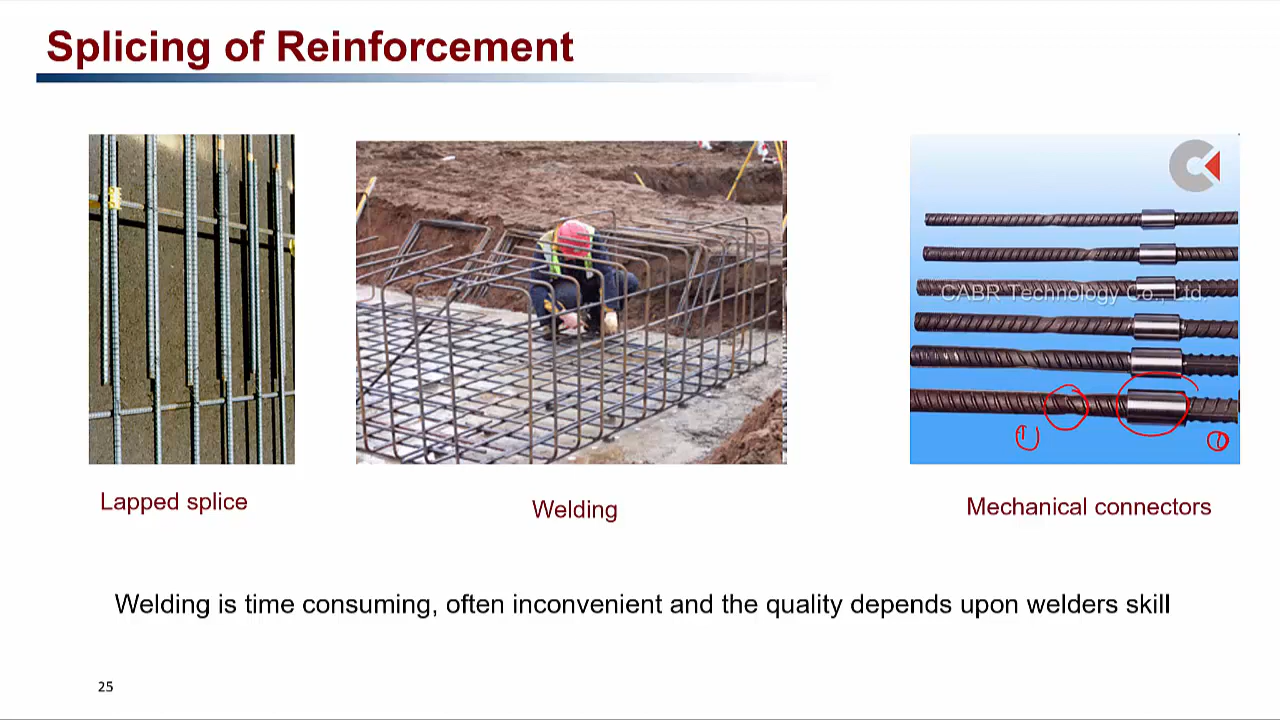 Splicing of Reinforcement
CABR Technology Co., Ltd.
Lapped splice
Welding
Mechanical connectors
Welding is time consuming, often inconvenient and the quality depends upon welders skill
25